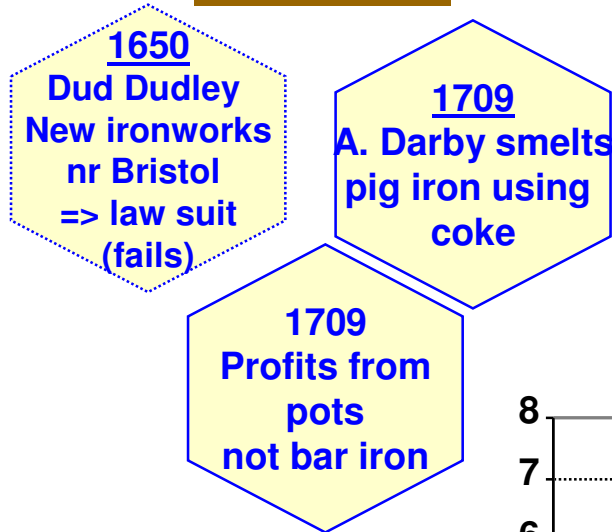 1650
Dud Dudley
New ironworks
nr Bristol
=> law suit
(fails)
1709
A. Darby smelts
pig iron using
coke
1709
Profits from
pots
not bar iron
8
7
6